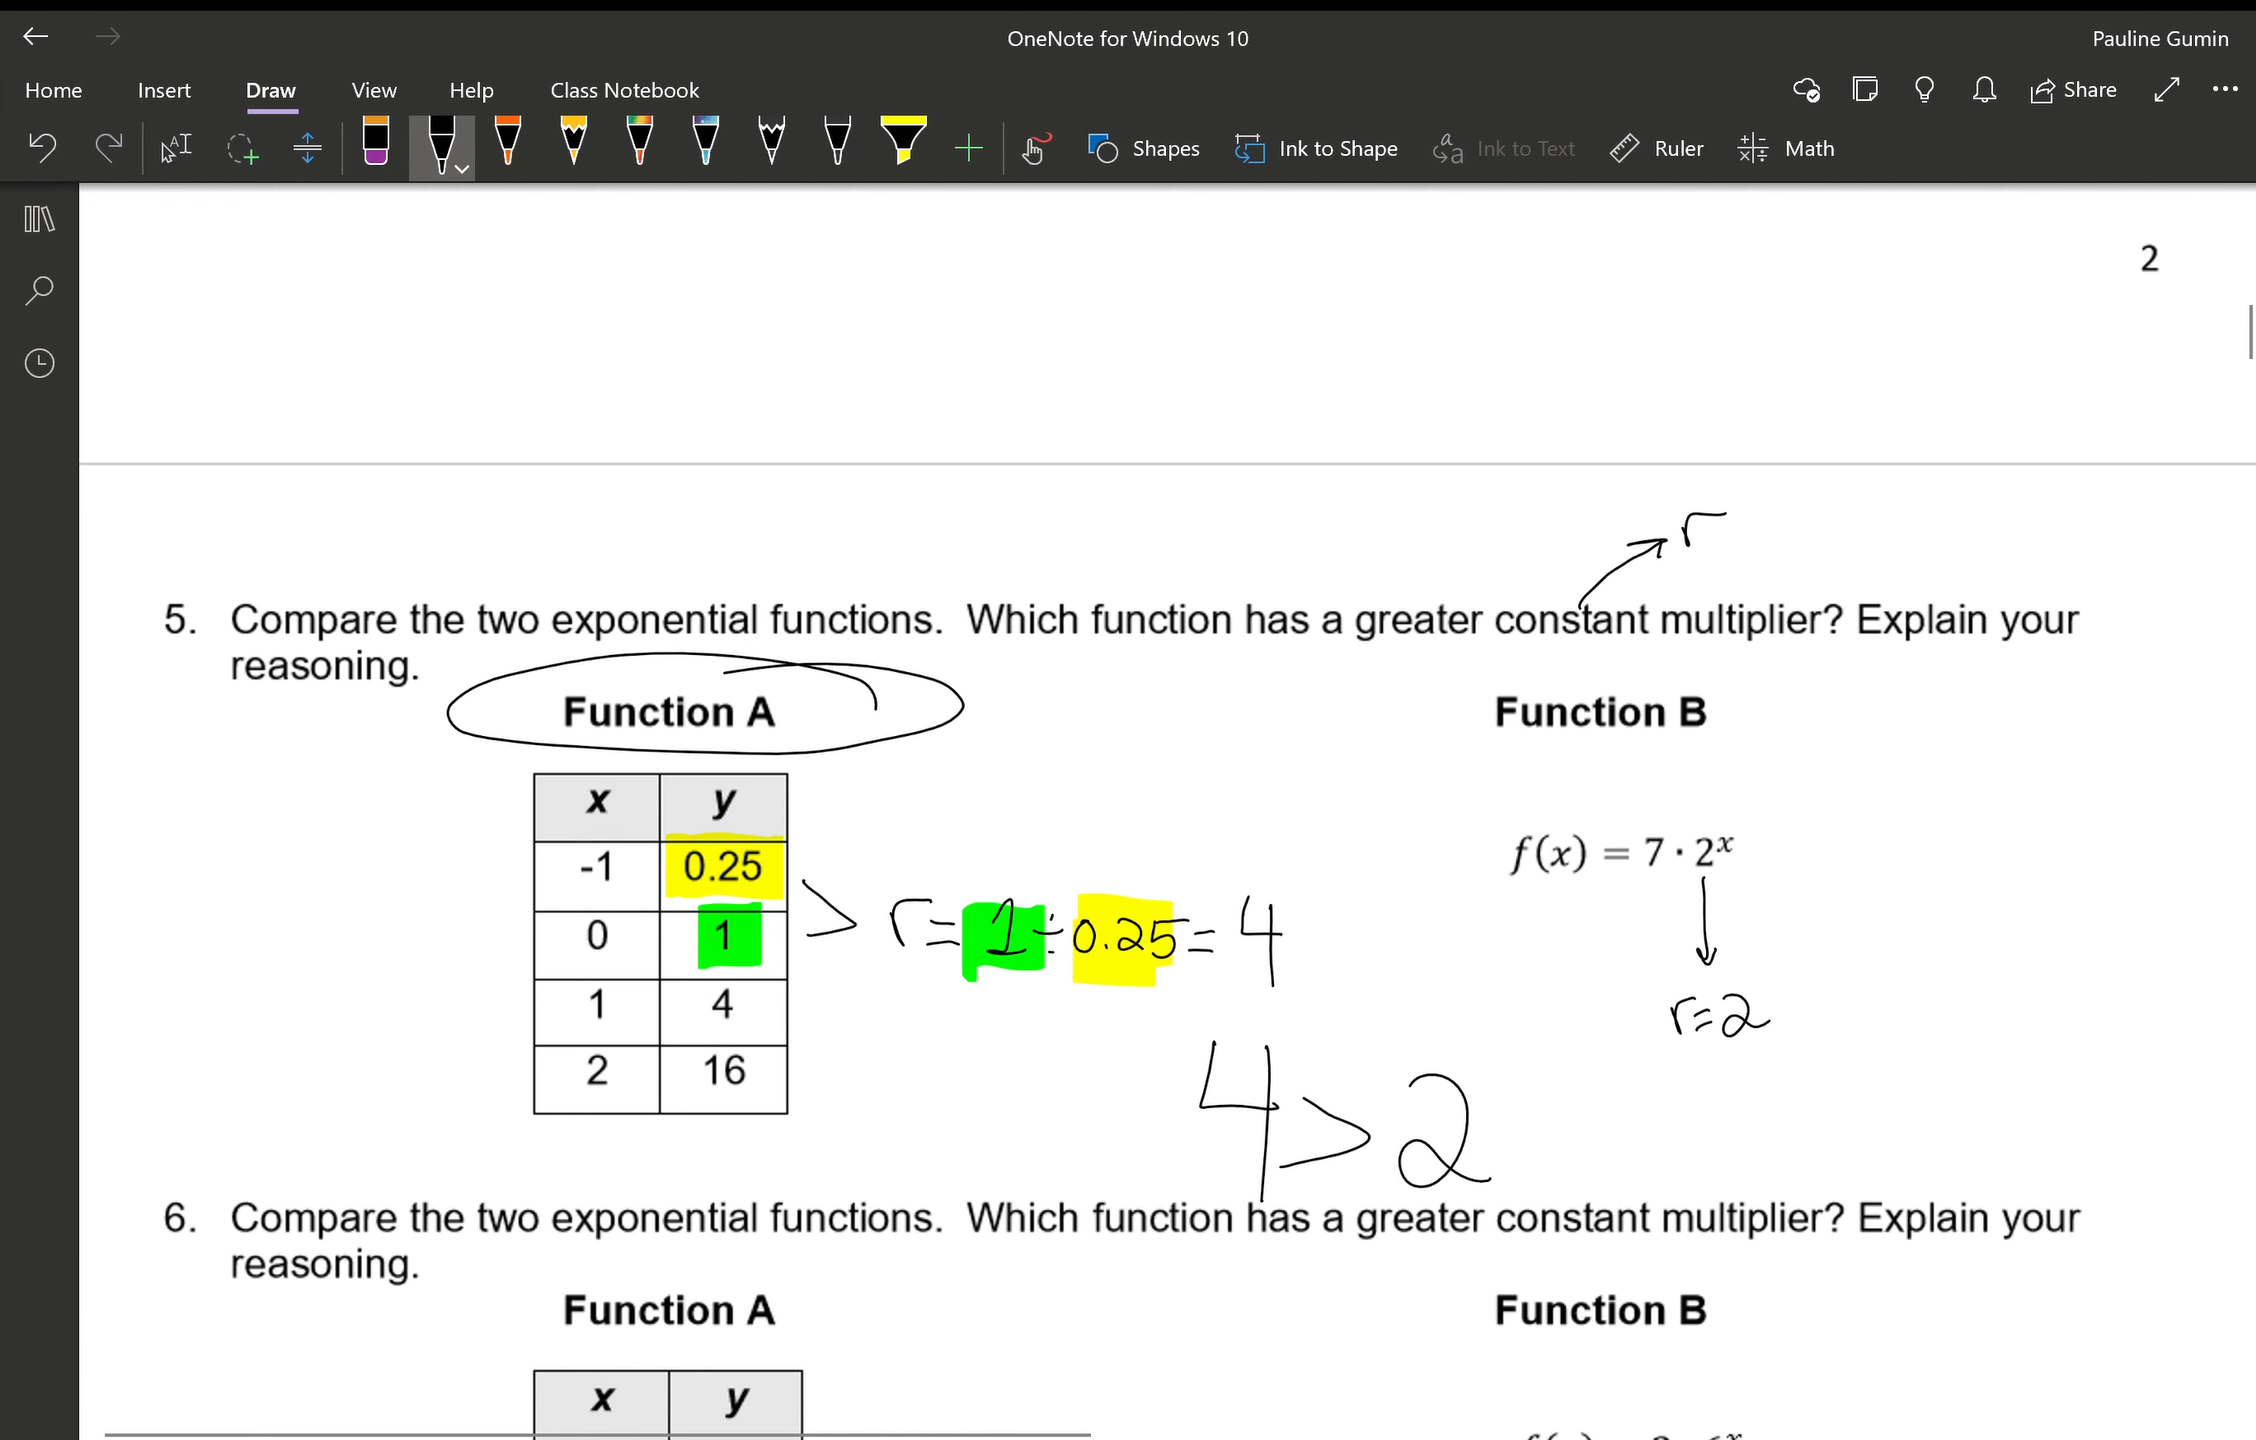 OneNote for Windows 10
Pauline Gumin
Home Insert Draw View Help Class Notebook
Share
Shapes Ink to Shape Ink to Text Ruler Math
2
r
5. Compare the two exponential functions. Which function has a greater constant multiplier? Explain your
reasoning.
Function A
Function B
x y
-1 0.25
0 1
1 4
2 16
r = 1 ÷ 0.25 = 4
f(x) = 7 · 2ˣ
r=2
4 > 2
6. Compare the two exponential functions. Which function has a greater constant multiplier? Explain your
reasoning.
Function A
Function B
x y